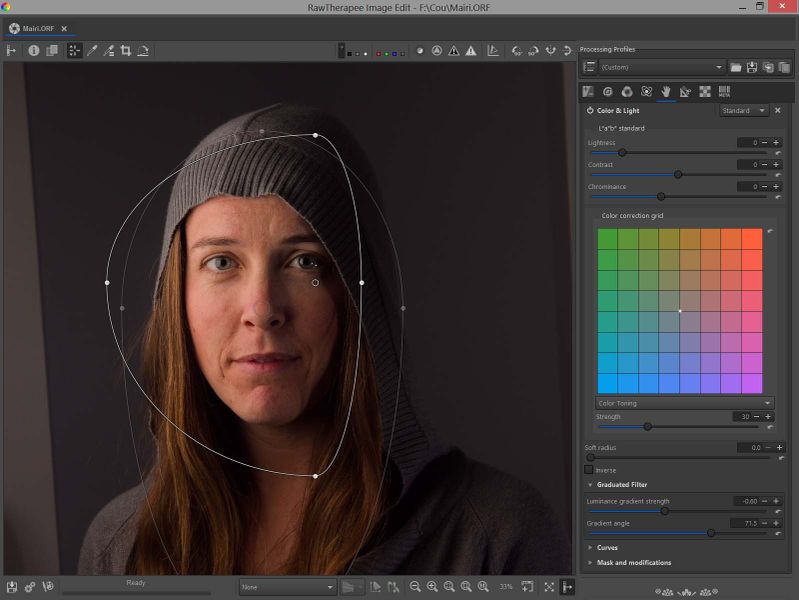 RawTherapee Image Edit - F:\Cou\Mairi.ORF
Mairi.ORF
Processing Profiles
(Custom)
META
Color & Light
Standard
L*a*b* standard
Lightness
0
Contrast
0
Chrominance
0
Color correction grid
Color Toning
Strength
30
Soft radius
0.0
Inverse
Graduated Filter
Luminance gradient strength
-0.60
Gradient angle
71.5
Curves
Mask and modifications
Ready
None
33%